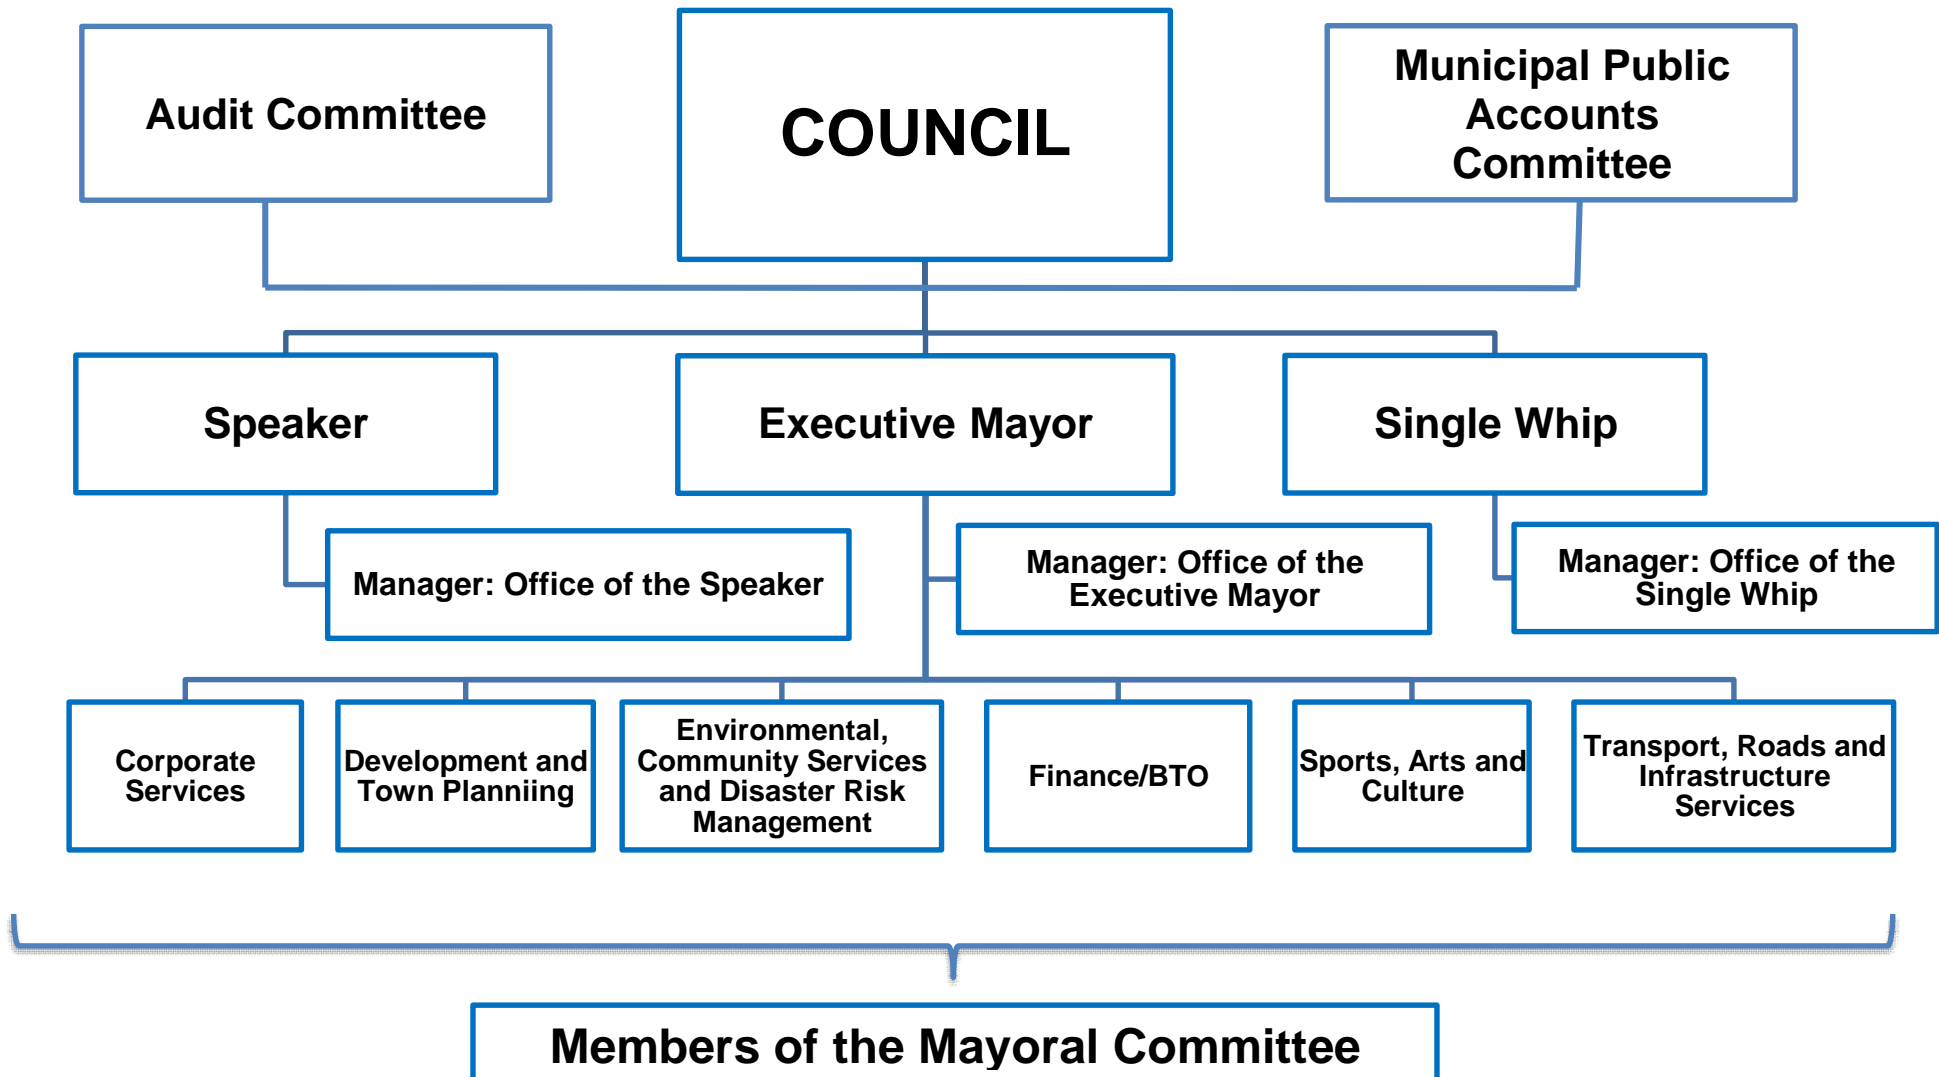 Audit Committee
COUNCIL
Municipal Public
Accounts
Committee
Speaker
Executive Mayor
Single Whip
Manager: Office of the Speaker
Manager: Office of the
Executive Mayor
Manager: Office of the
Single Whip
Corporate
Services
Development and
Town Planniing
Environmental,
Community Services
and Disaster Risk
Management
Finance/BTO
Sports, Arts and
Culture
Transport, Roads and
Infrastructure
Services
Members of the Mayoral Committee